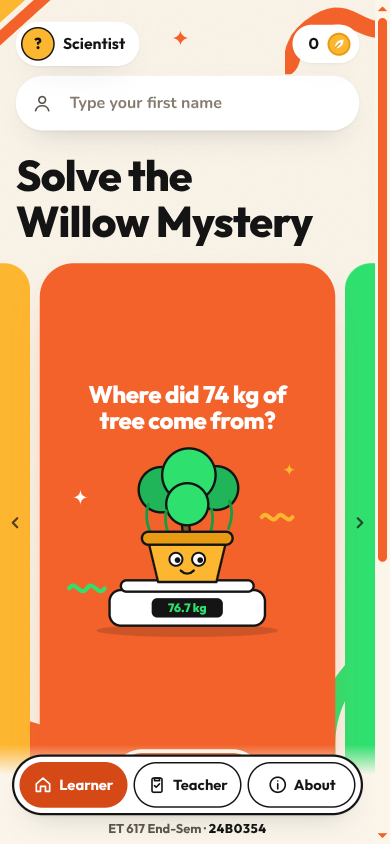 ? Scientist
0
Type your first name
Solve the
Willow Mystery
Where did 74 kg of
tree come from?
76.7 kg
Learner
Teacher
About
ET 617 End-Sem · 24B0354